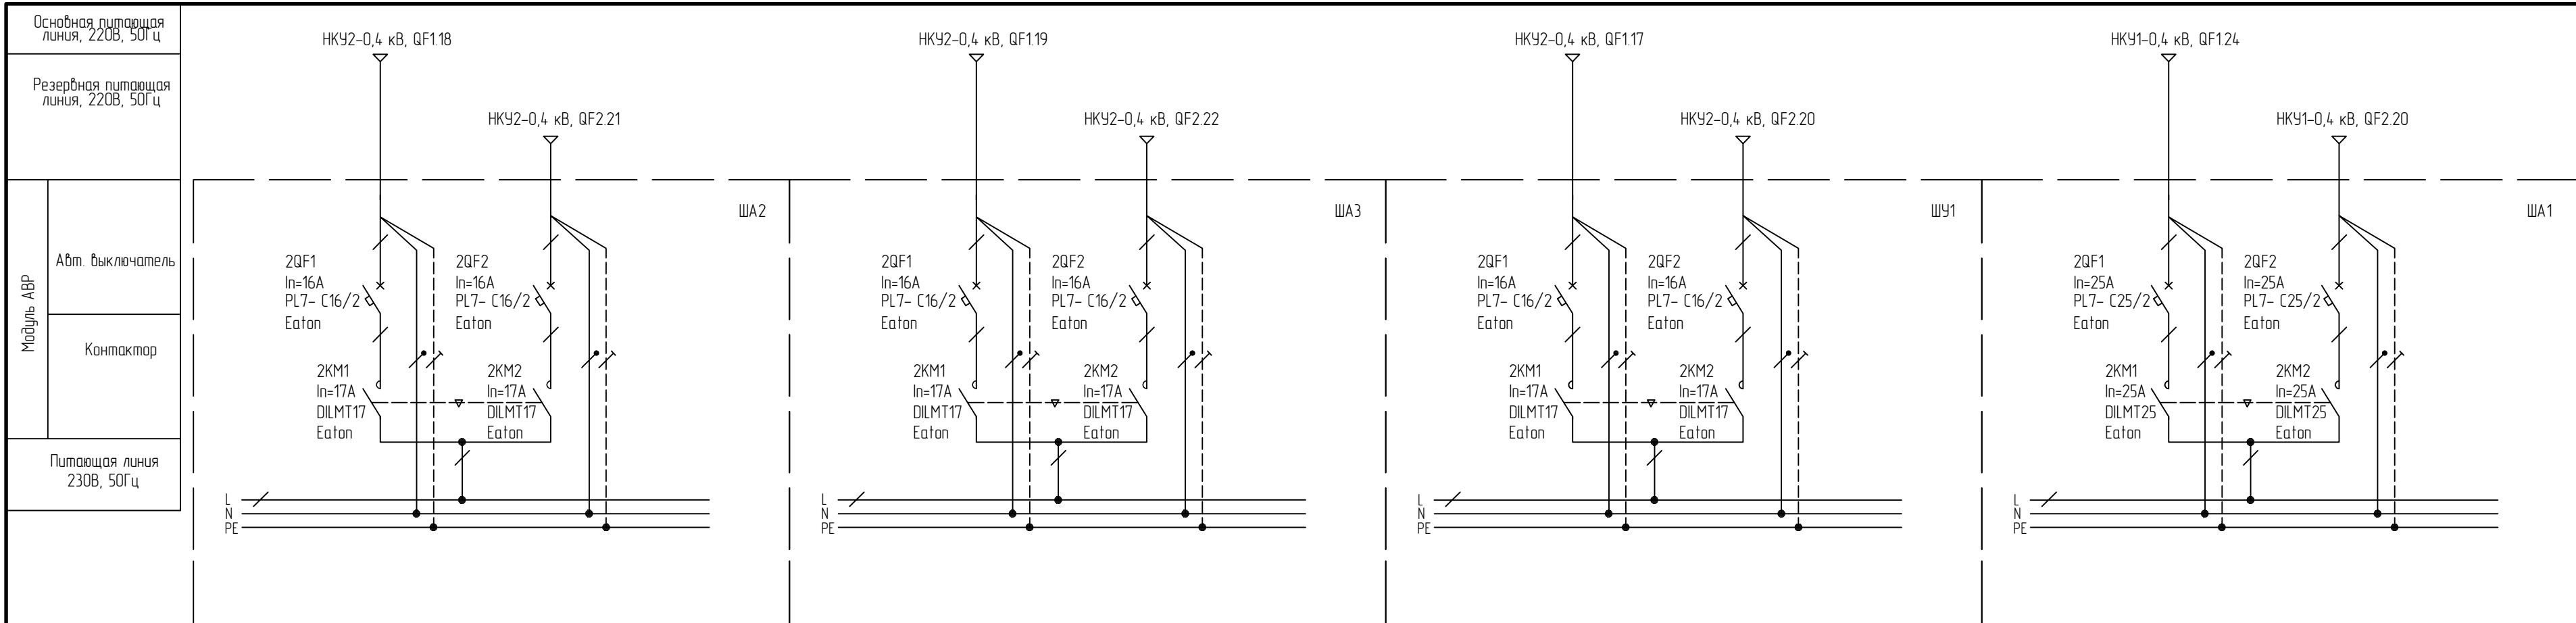 Основная питающая
линия, 220В, 50Гц
Резервная питающая
линия, 220В, 50Гц
Модуль АВР
Авт. выключатель
Контактор
Питающая линия
230В, 50Гц
НКУ2-0,4 кВ, QF1.18
НКУ2-0,4 кВ, QF2.21
ША2
2QF1
In=16A
PL7- C16/2
Eaton
2QF2
In=16A
PL7- C16/2
Eaton
2KM1
In=17A
DILMT17
Eaton
2KM2
In=17A
DILMT17
Eaton
L
N
PE
НКУ2-0,4 кВ, QF1.19
НКУ2-0,4 кВ, QF2.22
ША3
2QF1
In=16A
PL7- C16/2
Eaton
2QF2
In=16A
PL7- C16/2
Eaton
2KM1
In=17A
DILMT17
Eaton
2KM2
In=17A
DILMT17
Eaton
L
N
PE
НКУ2-0,4 кВ, QF1.17
НКУ2-0,4 кВ, QF2.20
ШУ1
2QF1
In=16A
PL7- C16/2
Eaton
2QF2
In=16A
PL7- C16/2
Eaton
2KM1
In=17A
DILMT17
Eaton
2KM2
In=17A
DILMT17
Eaton
L
N
PE
НКУ1-0,4 кВ, QF1.24
НКУ1-0,4 кВ, QF2.20
ША1
2QF1
In=25A
PL7- C25/2
Eaton
2QF2
In=25A
PL7- C25/2
Eaton
2KM1
In=25A
DILMT25
Eaton
2KM2
In=25A
DILMT25
Eaton
L
N
PE